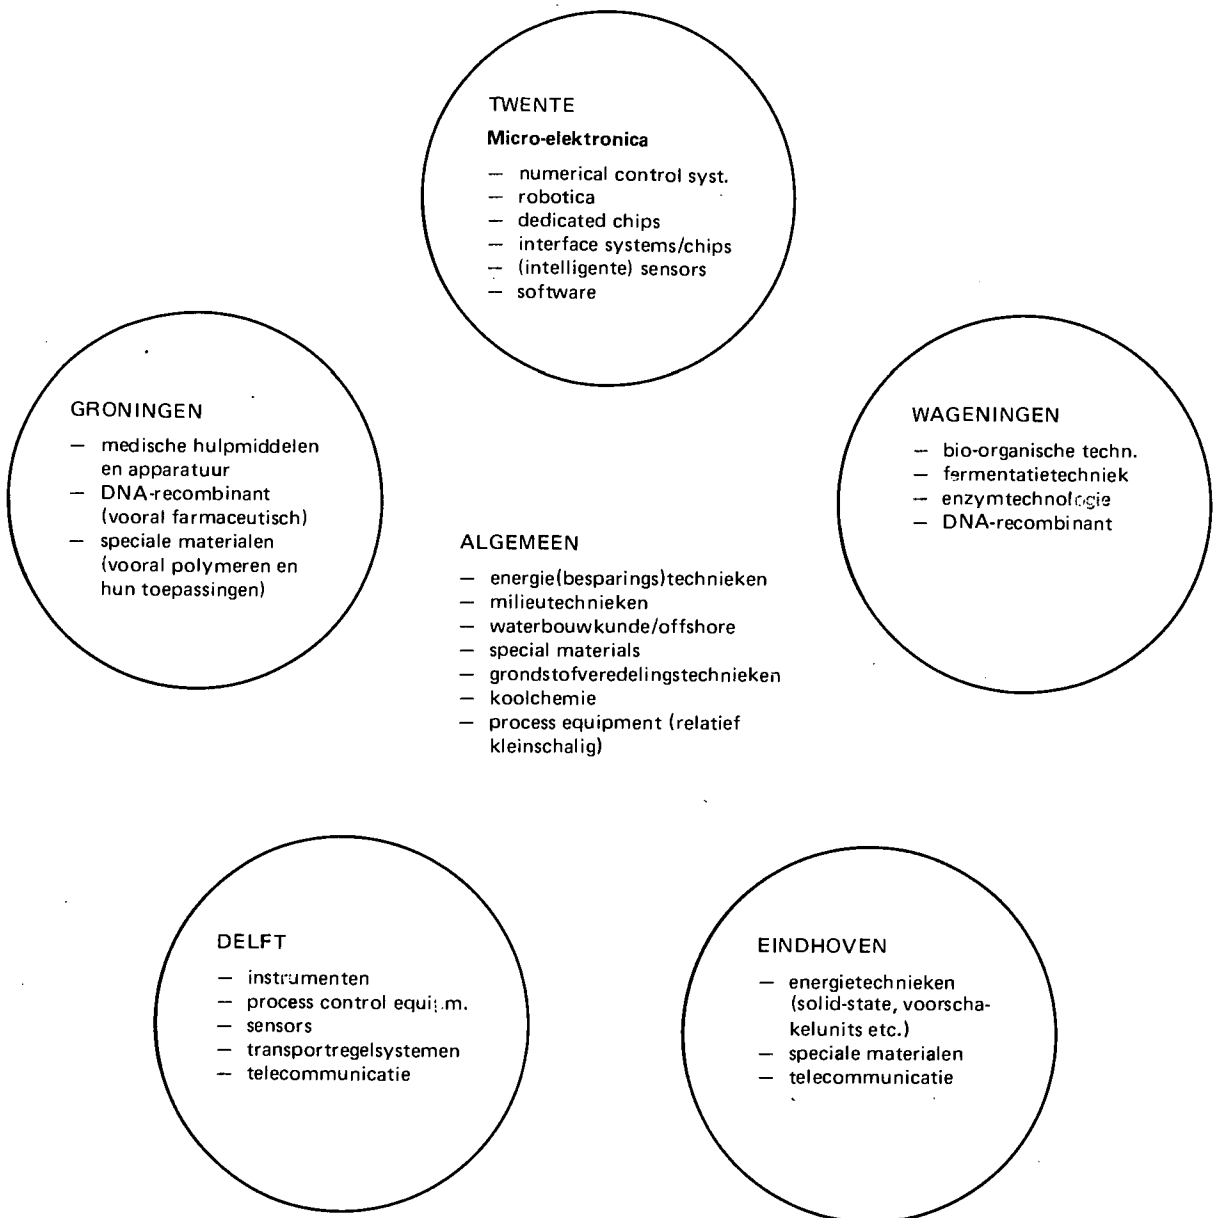 TWENTE
Micro-elektronica
— numerical control syst.
— robotica
— dedicated chips
— interface systems/chips
— (intelligente) sensors
— software
GRONINGEN
— medische hulpmiddelen
en apparatuur
— DNA-recombinant
(vooral farmaceutisch)
— speciale materialen
(vooral polymeren en
hun toepassingen)
WAGENINGEN
— bio-organische techn.
— fermentatietechniek
— enzymtechnologie
— DNA-recombinant
ALGEMEEN
— energie(besparings)technieken
— milieutechnieken
— waterbouwkunde/offshore
— special materials
— grondstofveredelingstechnieken
— koolchemie
— process equipment (relatief
kleinschalig)
DELFT
— instrumenten
— process control equipm.
— sensors
— transportregelsystemen
— telecommunicatie
EINDHOVEN
— energietechnieken
(solid-state, voorscha-
kelunits etc.)
— speciale materialen
— telecommunicatie